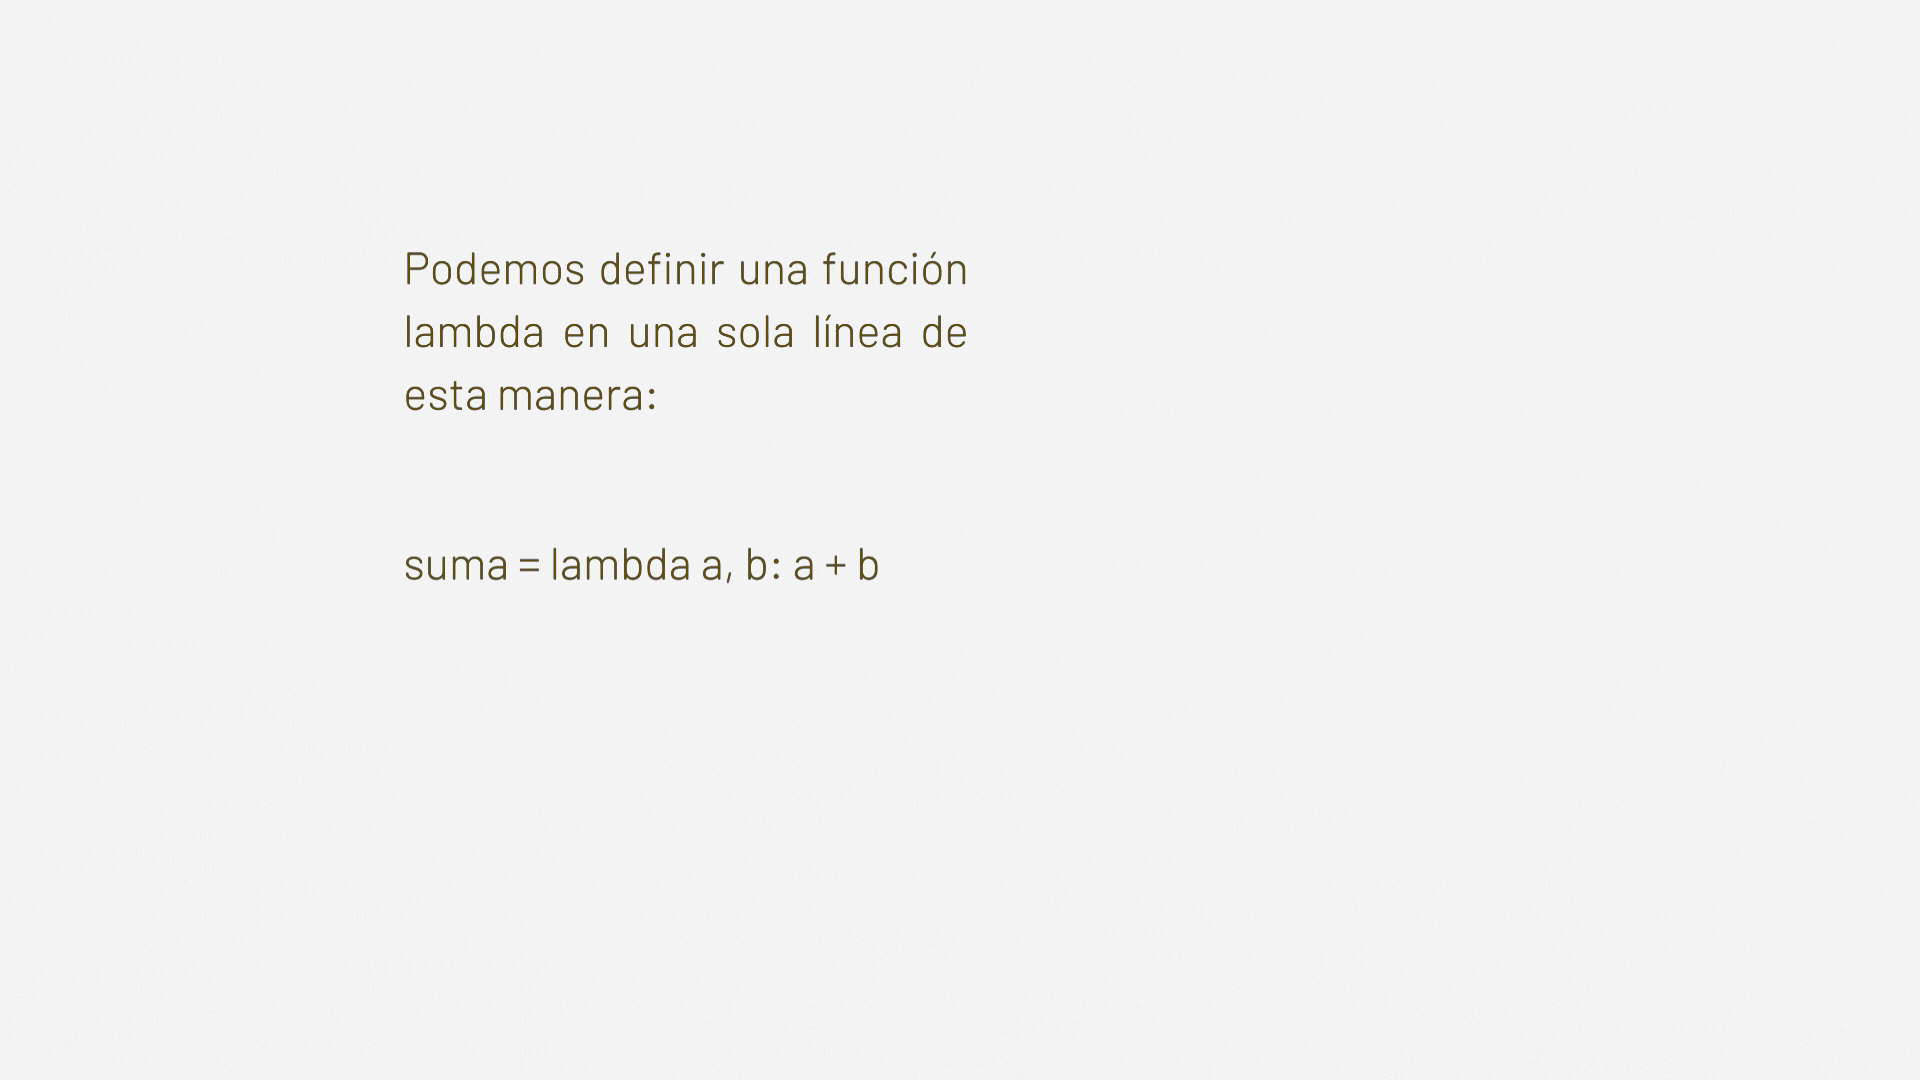 Podemos definir una función
lambda en una sola línea de
esta manera:
suma = lambda a, b: a + b